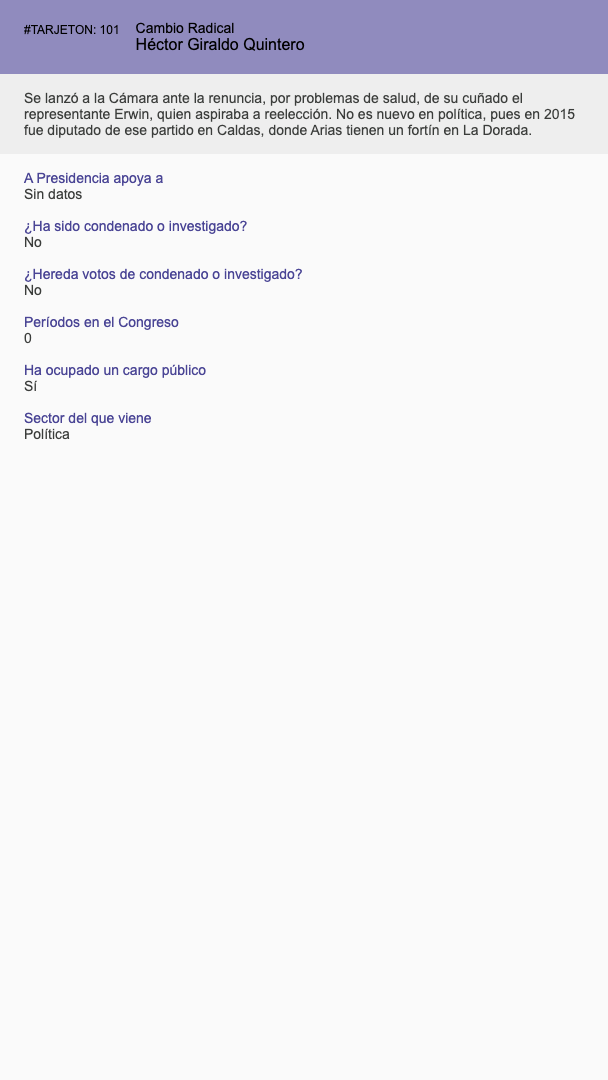 #TARJETON: 101
Cambio Radical
Héctor Giraldo Quintero
Se lanzó a la Cámara ante la renuncia, por problemas de salud, de su cuñado el
representante Erwin, quien aspiraba a reelección. No es nuevo en política, pues en 2015
fue diputado de ese partido en Caldas, donde Arias tienen un fortín en La Dorada.
A Presidencia apoya a
Sin datos
¿Ha sido condenado o investigado?
No
¿Hereda votos de condenado o investigado?
No
Períodos en el Congreso
0
Ha ocupado un cargo público
Sí
Sector del que viene
Política